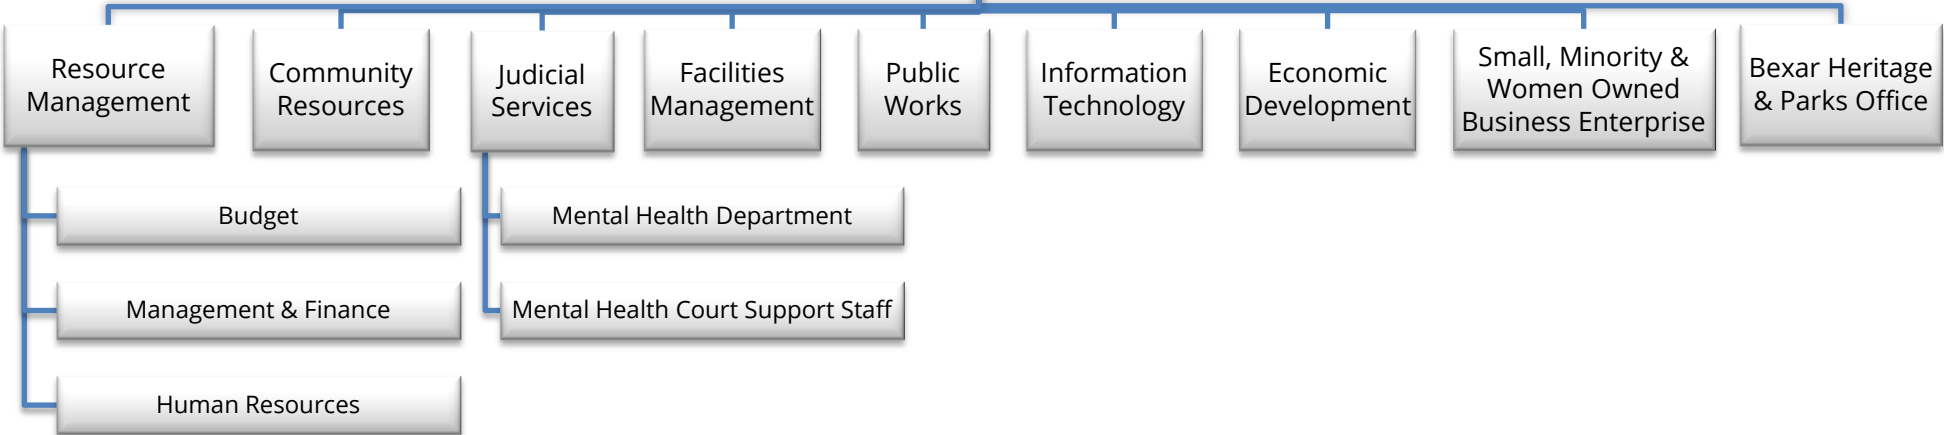 Resource
Management
Community
Resources
Judicial
Services
Facilities
Management
Public
Works
Information
Technology
Economic
Development
Small, Minority &
Women Owned
Business Enterprise
Bexar Heritage
& Parks Office
Budget
Management & Finance
Human Resources
Mental Health Department
Mental Health Court Support Staff